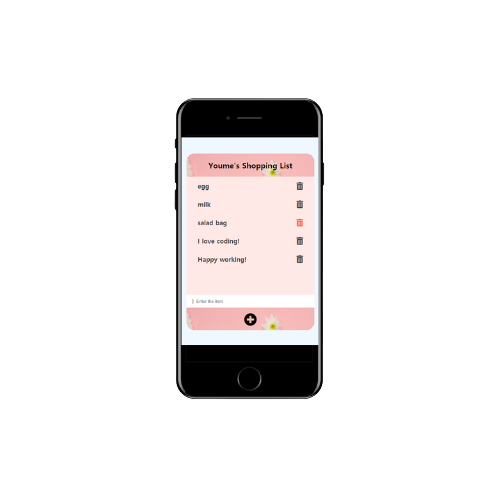 Youme's Shopping List
egg
milk
salad bag
I love coding!
Happy working!
Enter the item